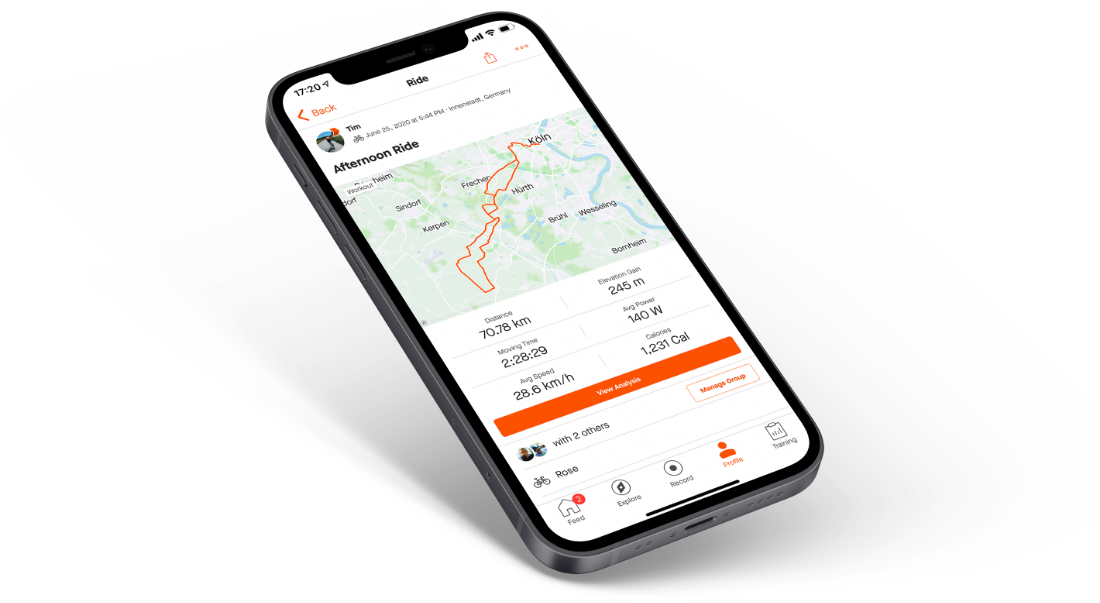 17:20
Back
Ride
Tim
June 25, 2020 at 5:44 PM · Innenstadt, Germany
Afternoon Ride
Workout
Köln
Frechen
Hürth
Sindorf
Kerpen
Brühl
Wesseling
Bornheim
Distance
70.78 km
Elevation Gain
245 m
Moving Time
2:28:29
Avg Power
140 W
Avg Speed
28.6 km/h
Calories
1,231 Cal
View Analysis
with 2 others
Manage Group
Rose
2
Feed
Explore
Record
Profile
Training